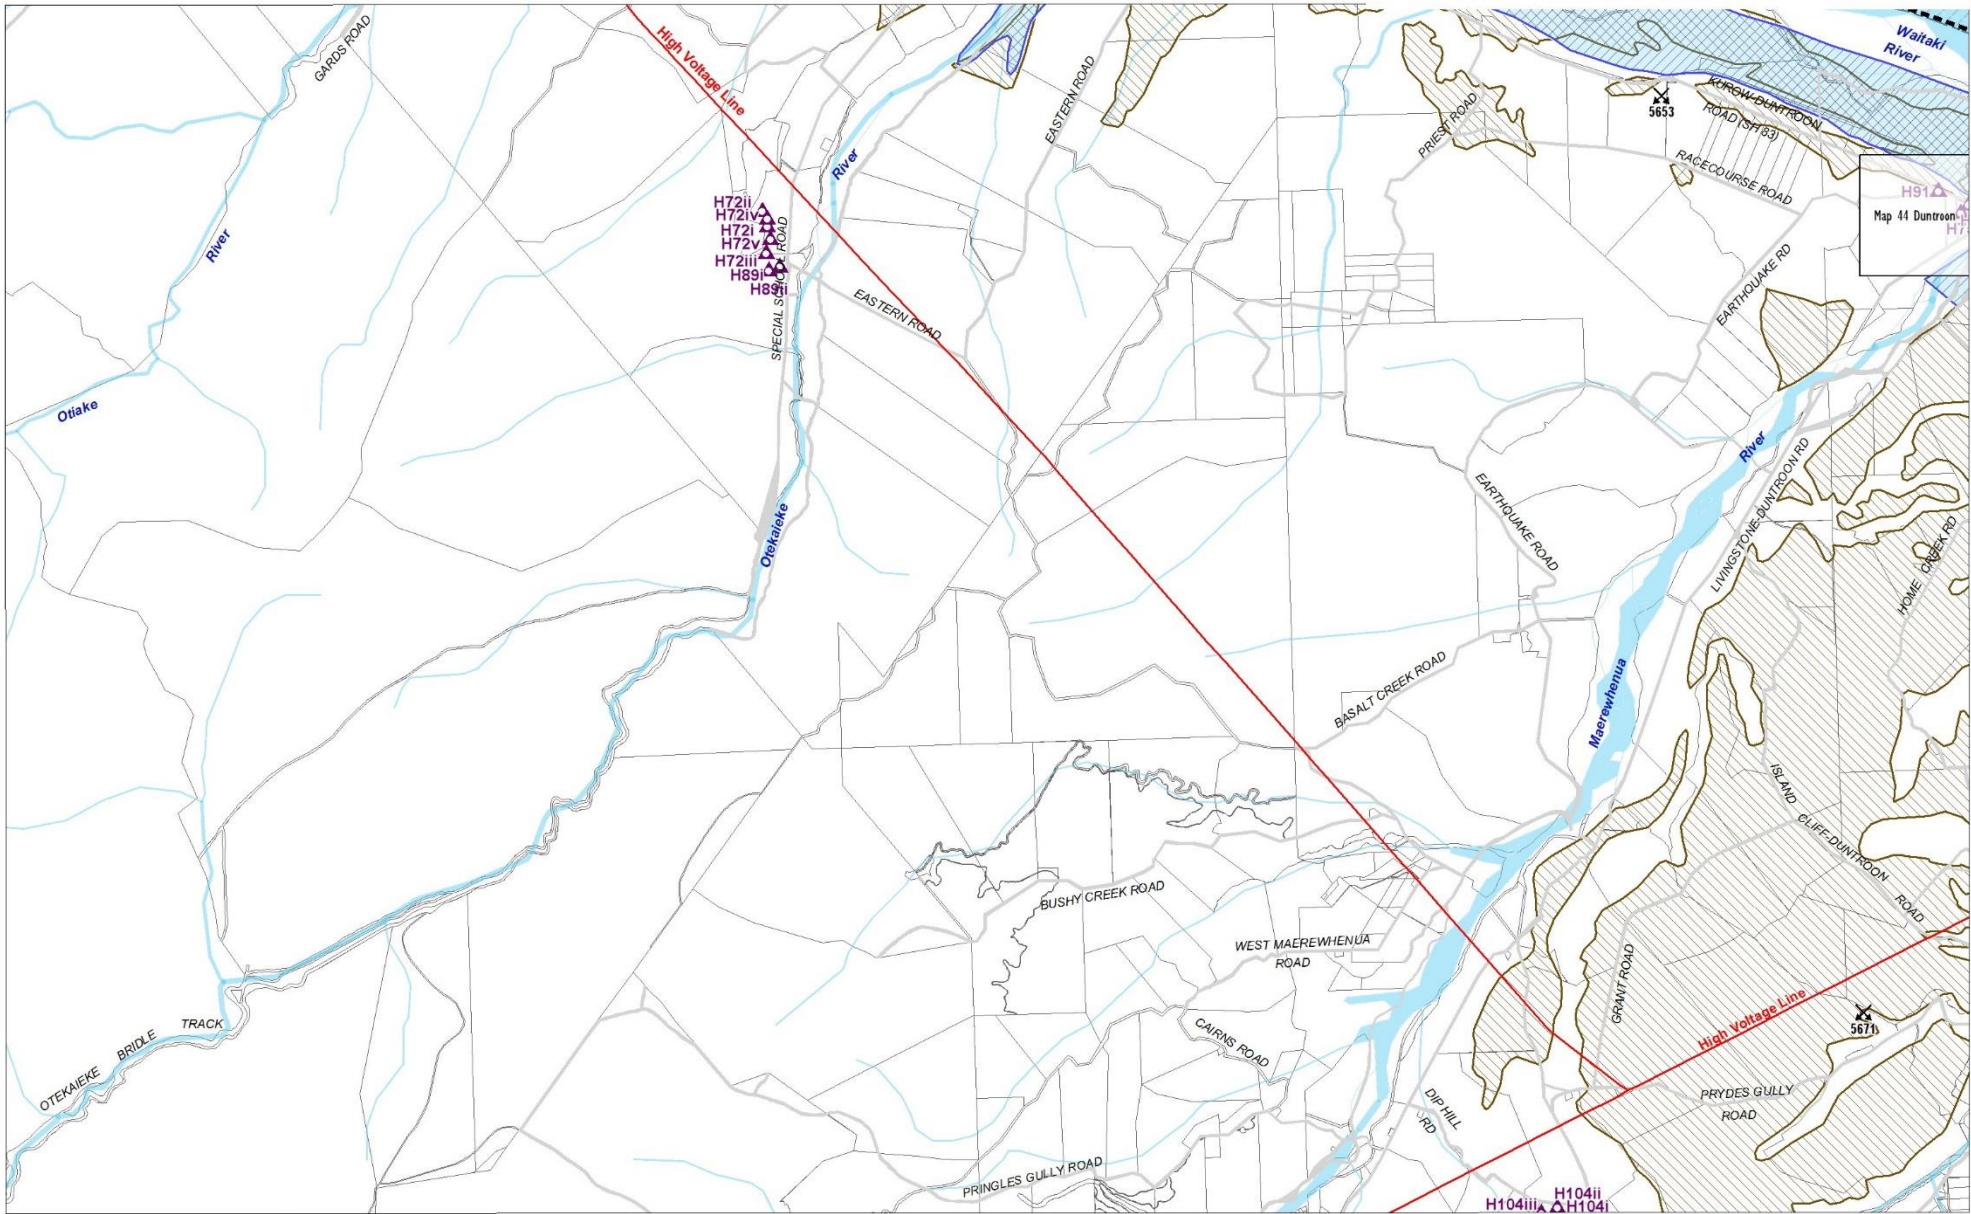 GARDS ROAD
High Voltage Line
River
EASTERN ROAD
PRIEST ROAD
5653
KUROW-DUNTROON
ROAD (SH 83)
RACECOURSE ROAD
Waitaki
River
H91
Map 44 Duntroon
River
H72ii
H72iv
H72i
H72v
H72iii
H89i
H89ii
SPECIAL SCHOOL ROAD
EASTERN ROAD
EARTHQUAKE RD
Otiake
River
LIVINGSTONE-DUNTROON RD
EARTHQUAKE ROAD
Otekaieke
HOME CREEK RD
Maerewhenua
BASALT CREEK ROAD
ISLAND
CLIFF-DUNTROON
ROAD
BUSHY CREEK ROAD
WEST MAEREWHENUA
ROAD
GRANT ROAD
High Voltage Line
5671
OTEKAIEKE
BRIDLE
TRACK
CAIRNS ROAD
DIP HILL
RD
PRYDES GULLY
ROAD
PRINGLES GULLY ROAD
H104ii
H104iii
H104i